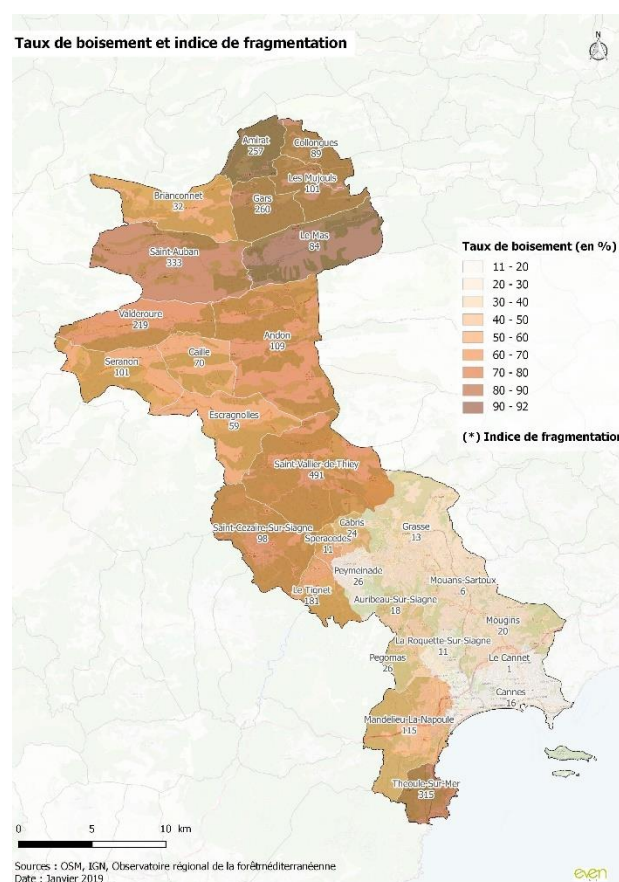 Taux de boisement et indice de fragmentation
N
Amirat
257
Collongues
89
Les Mujouls
101
Briançonnet
32
Gars
260
Le Mas
84
Saint-Auban
333
Valderoure
219
Andon
109
Caille
70
Seranon
101
Escragnolles
59
Saint-Vallier-de-Thiey
491
Saint-Cézaire-Sur-Siagne
98
Cabris
24
Spéracèdes
11
Grasse
13
Peymeinade
26
Le Tignet
181
Mouans-Sartoux
6
Auribeau-Sur-Siagne
18
Mougins
20
La Roquette-Sur-Siagne
11
Le Cannet
1
Pegomas
26
Cannes
16
Mandelieu-La-Napoule
115
Théoule-Sur-Mer
315
Taux de boisement (en %)
11 - 20
20 - 30
30 - 40
40 - 50
50 - 60
60 - 70
70 - 80
80 - 90
90 - 92
(*) Indice de fragmentation
0 5 10 km
Sources : OSM, IGN, Observatoire régional de la forêtméditerranéenne
Date : Janvier 2019
even